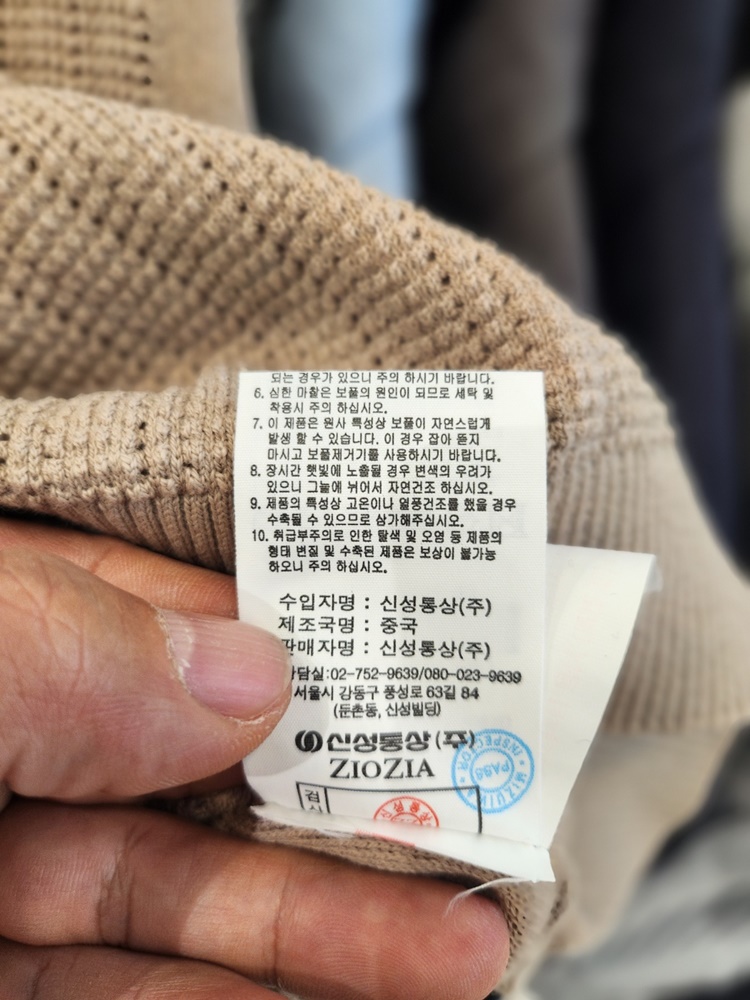 되는 경우가 있으니 주의 하시기 바랍니다.
6. 심한 마찰은 보풀의 원인이 되므로 세탁 및
착용시 주의 하십시오.
7. 이 제품은 원사 특성상 보풀이 자연스럽게
발생 할 수 있습니다. 이 경우 잡아 뜯지
마시고 보풀제거기를 사용하시기 바랍니다.
8. 장시간 햇빛에 노출될 경우 변색의 우려가
있으니 그늘에 뉘어서 자연건조 하십시오.
9. 제품의 특성상 고온이나 열풍건조를 했을 경우
수축될 수 있으므로 삼가해주십시오.
10. 취급부주의로 인한 탈색 및 오염 등 제품의
형태 변질 및 수축된 제품은 보상이 불가능
하오니 주의 하십시오.
수입자명 : 신성통상(주)
제조국명 : 중국
판매자명 : 신성통상(주)
담실:02-752-9639/080-023-9639
서울시 강동구 풍성로 63길 84
(둔촌동, 신성빌딩)
신성통상(주)
ZIOZIA
INSPECTOR
PASS
MIZUIK
검